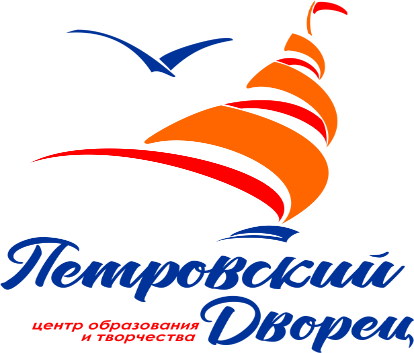 Петровский
Дворец
центр образования
и творчества